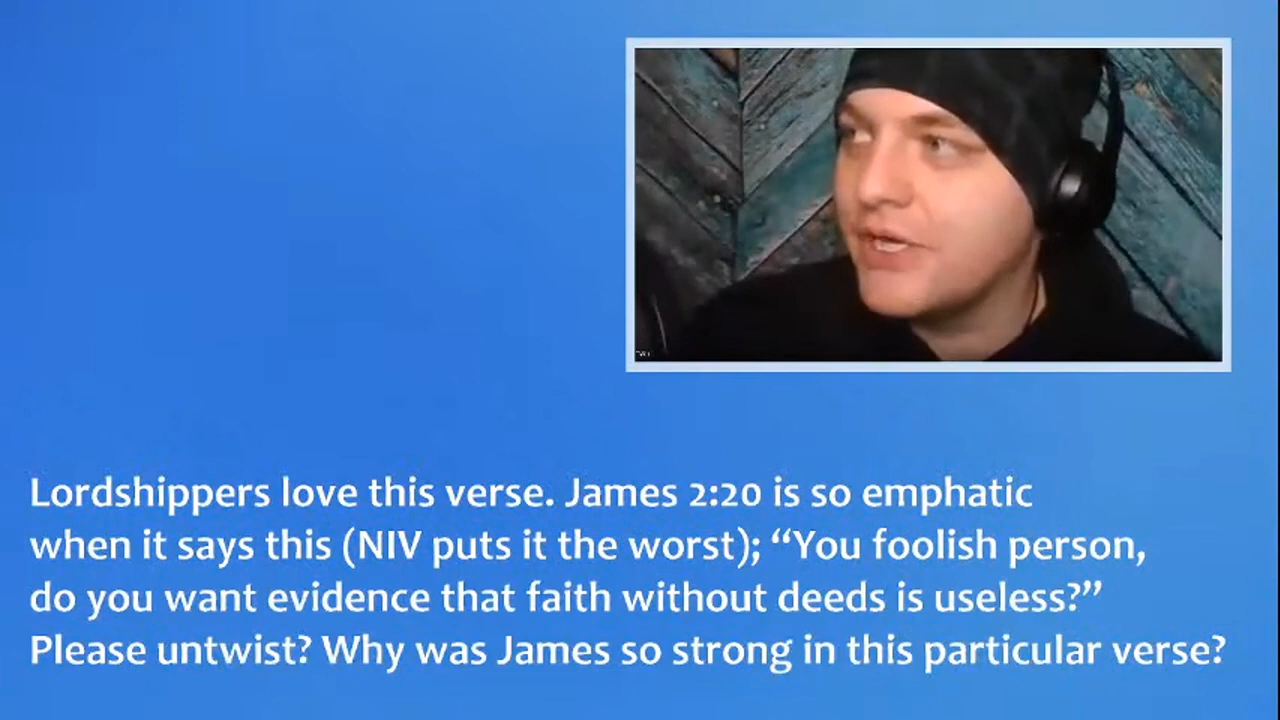 Lordshippers love this verse. James 2:20 is so emphatic
when it says this (NIV puts it the worst); “You foolish person,
do you want evidence that faith without deeds is useless?”
Please untwist? Why was James so strong in this particular verse?